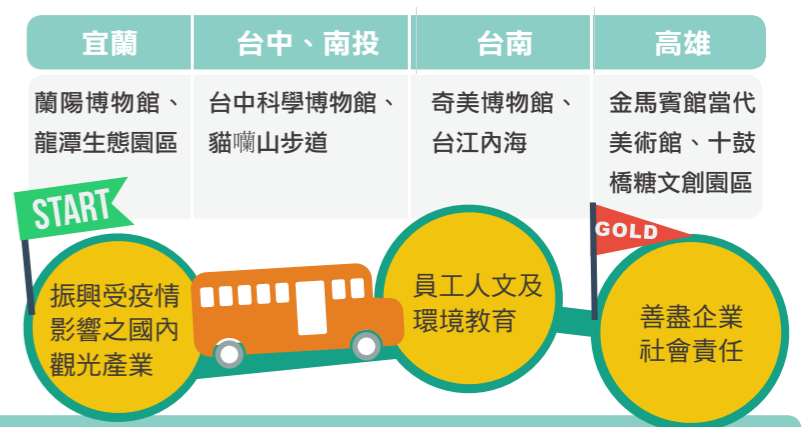 宜蘭
台中、南投
台南
高雄
蘭陽博物館、
龍潭生態園區
台中科學博物館、
貓囒山步道
奇美博物館、
台江內海
金馬賓館當代
美術館、十鼓
橋糖文創園區
START
GOLD
振興受疫情
影響之國內
觀光產業
員工人文及
環境教育
善盡企業
社會責任